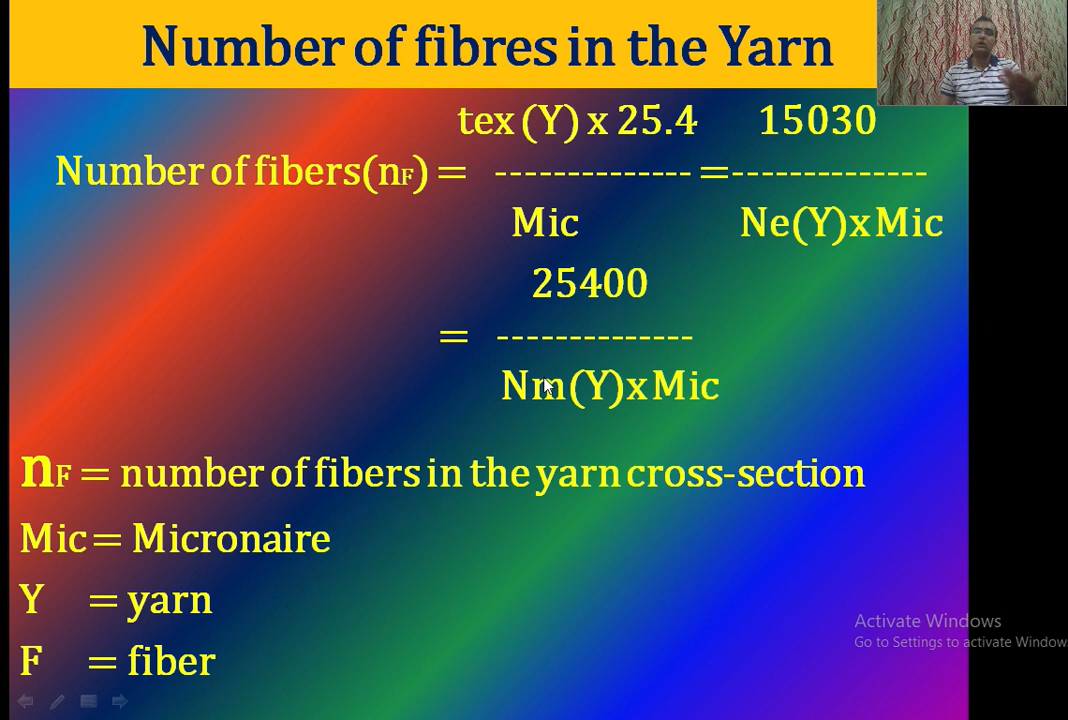 Number of fibres in the Yarn
tex (Y) x 25.4 15030
Number of fibers(nF) = -------------- =--------------
Mic Ne(Y)xMic
25400
= --------------
Nm(Y)xMic
nF = number of fibers in the yarn cross-section
Mic = Micronaire
Y = yarn
F = fiber
Activate Windows
Go to Settings to activate Window